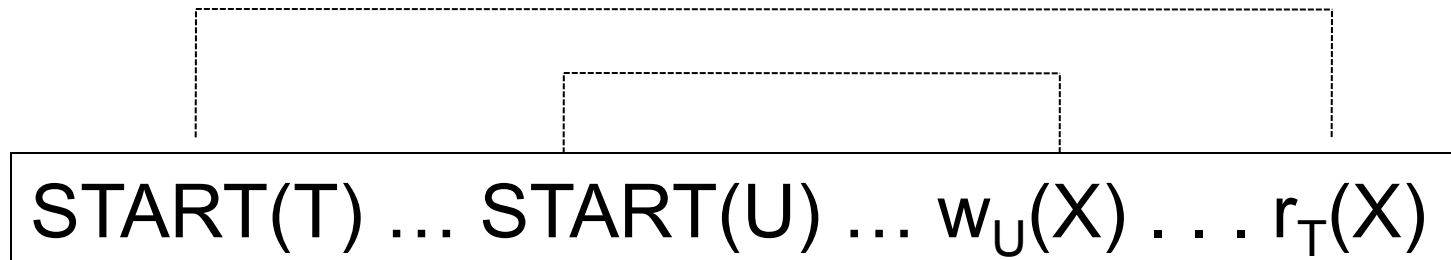 START(T) … START(U) … w_U(X) . . . r_T(X)